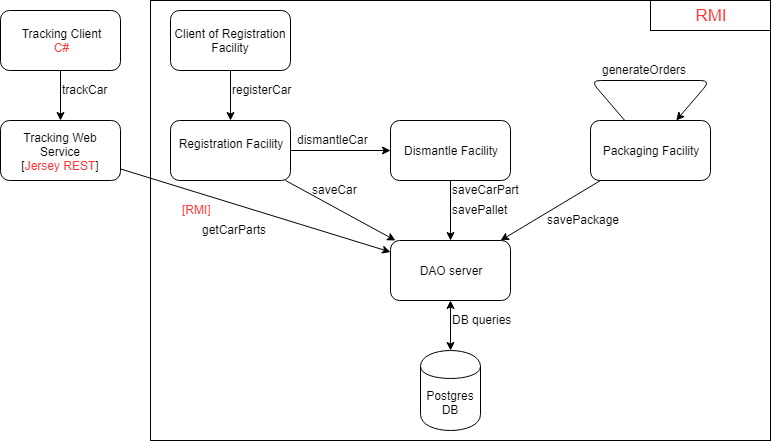 RMI
Tracking Client
C#
Client of Registration
Facility
trackCar
registerCar
generateOrders
Tracking Web
Service
[Jersey REST]
Registration Facility
dismantleCar
Dismantle Facility
Packaging Facility
saveCar
saveCarPart
savePallet
[RMI]
getCarParts
savePackage
DAO server
DB queries
Postgres
DB